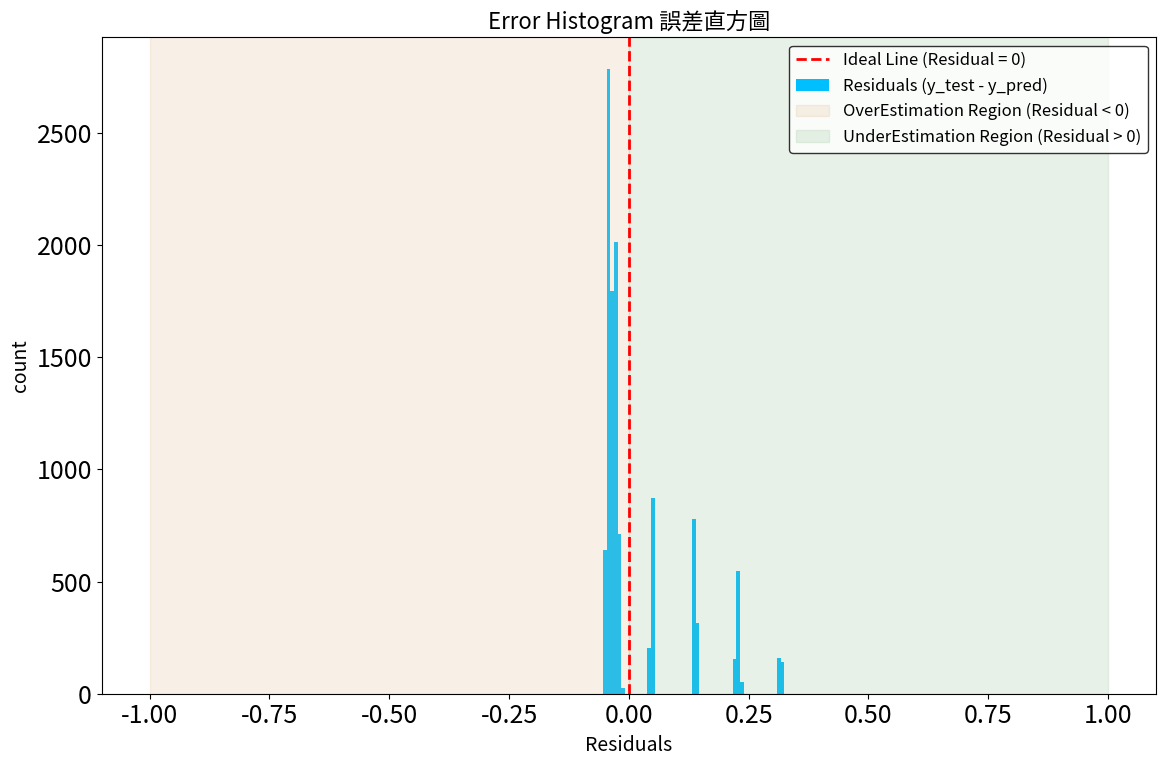 Error Histogram 誤差直方圖
Ideal Line (Residual = 0)
Residuals (y_test - y_pred)
OverEstimation Region (Residual < 0)
UnderEstimation Region (Residual > 0)
count
2500
2000
1500
1000
500
0
-1.00 -0.75 -0.50 -0.25 0.00 0.25 0.50 0.75 1.00
Residuals